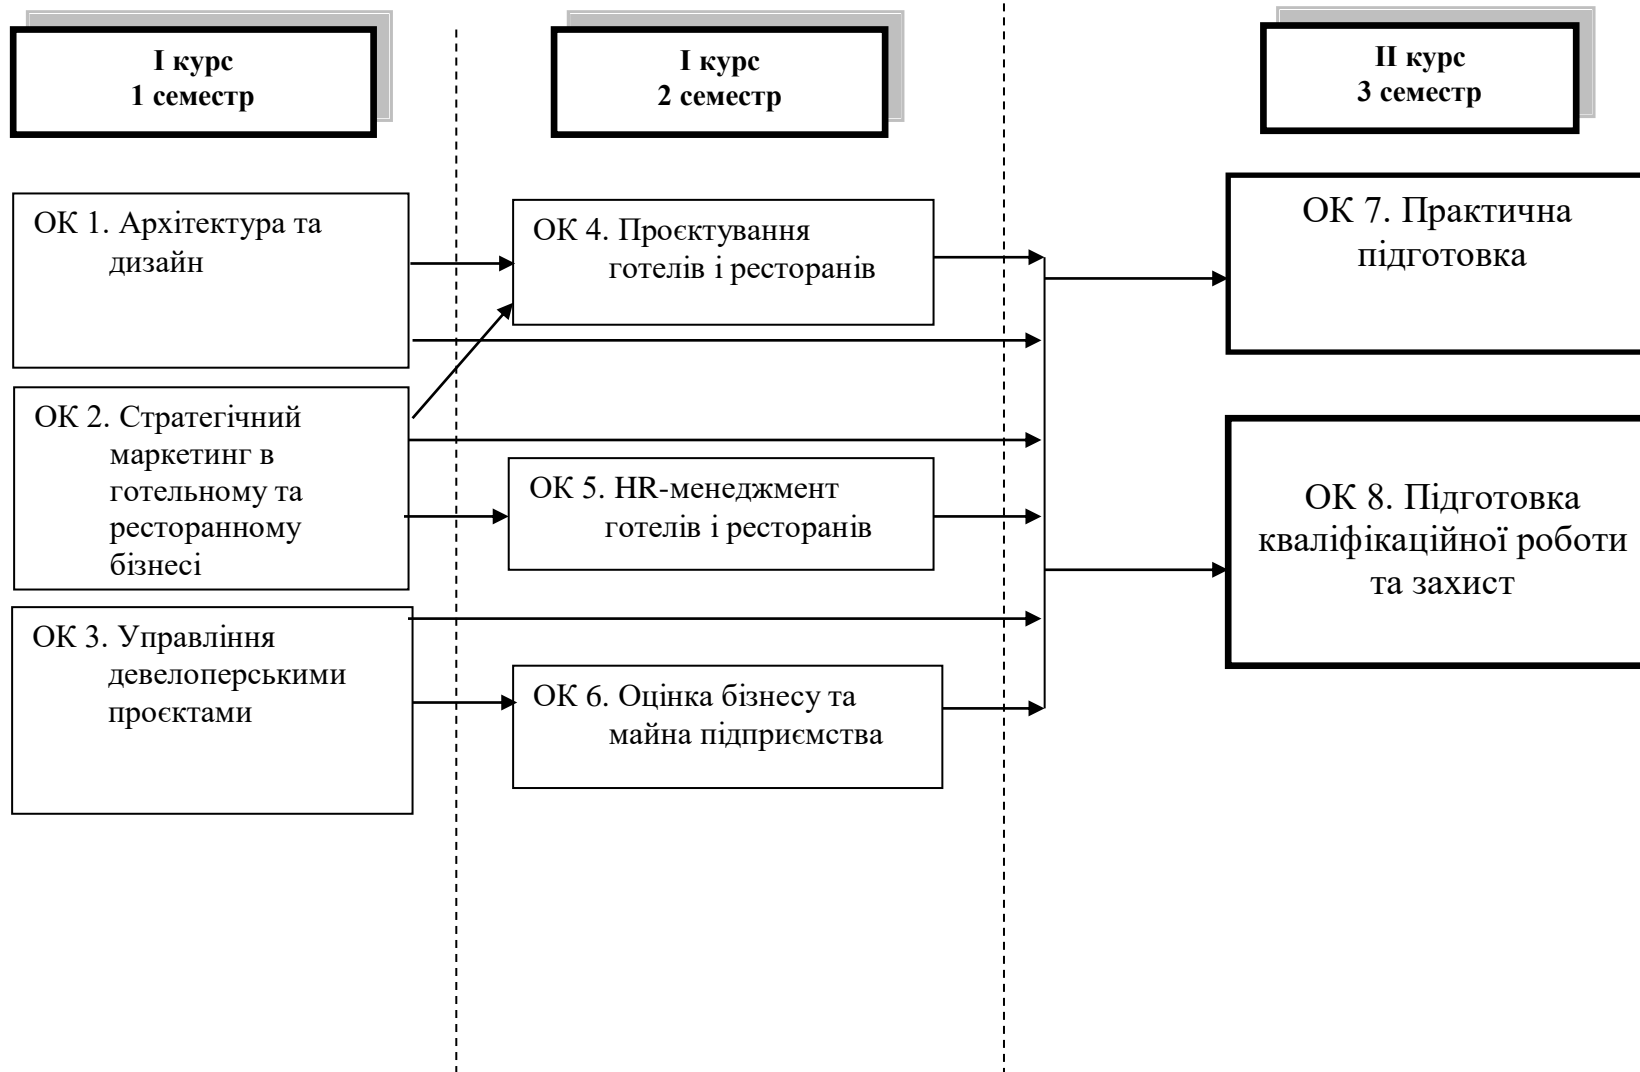 І курс
1 семестр
І курс
2 семестр
ІІ курс
3 семестр
ОК 1. Архітектура та
дизайн
ОК 2. Стратегічний
маркетинг в
готельному та
ресторанному
бізнесі
ОК 3. Управління
девелоперськими
проєктами
ОК 4. Проєктування
готелів і ресторанів
ОК 5. HR-менеджмент
готелів і ресторанів
ОК 6. Оцінка бізнесу та
майна підприємства
ОК 7. Практична
підготовка
ОК 8. Підготовка
кваліфікаційної роботи
та захист